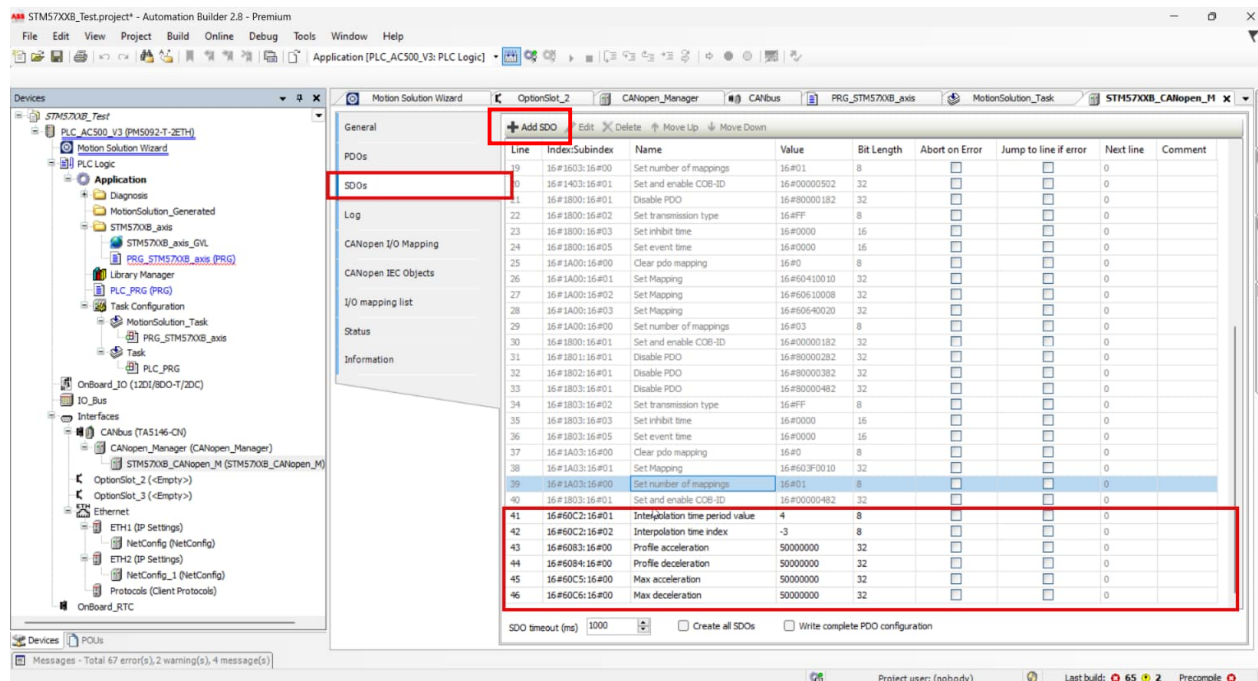 ABB STM57XXB_Test.project* - Automation Builder 2.8 - Premium
File Edit View Project Build Online Debug Tools Window Help
Application [PLC_AC500_V3: PLC Logic]
Devices
STM57XXB_Test
PLC_AC500_V3 (PM5092-T-2ETH)
Motion Solution Wizard
PLC Logic
Application
Diagnosis
MotionSolution_Generated
STM57XXB_axis
STM57XXB_axis_GVL
PRG_STM57XXB_axis (PRG)
Library Manager
PLC_PRG (PRG)
Task Configuration
MotionSolution_Task
PRG_STM57XXB_axis
Task
PLC_PRG
OnBoard_IO (12DI/8DO-T/2DC)
IO_Bus
Interfaces
CANbus (TA5146-CN)
CANopen_Manager (CANopen_Manager)
STM57XXB_CANopen_M (STM57XXB_CANopen_M)
OptionSlot_2 (<Empty>)
OptionSlot_3 (<Empty>)
Ethernet
ETH1 (IP Settings)
NetConfig (NetConfig)
ETH2 (IP Settings)
NetConfig_1 (NetConfig)
Protocols (Client Protocols)
OnBoard_RTC
Devices POUs
Motion Solution Wizard OptionSlot_2 CANopen_Manager CANbus PRG_STM57XXB_axis MotionSolution_Task STM57XXB_CANopen_M
General
PDOs
SDOs
Log
CANopen I/O Mapping
CANopen IEC Objects
I/O mapping list
Status
Information
Add SDO Edit Delete Move Up Move Down
Line Index:Subindex Name Value Bit Length Abort on Error Jump to line if error Next line Comment
19 16#1603:16#00 Set number of mappings 16#01 8 0
20 16#1403:16#01 Set and enable COB-ID 16#00000502 32 0
21 16#1800:16#01 Disable PDO 16#80000182 32 0
22 16#1800:16#02 Set transmission type 16#FF 8 0
23 16#1800:16#03 Set inhibit time 16#0000 16 0
24 16#1800:16#05 Set event time 16#0000 16 0
25 16#1A00:16#00 Clear pdo mapping 16#0 8 0
26 16#1A00:16#01 Set Mapping 16#60410010 32 0
27 16#1A00:16#02 Set Mapping 16#60610008 32 0
28 16#1A00:16#03 Set Mapping 16#60640020 32 0
29 16#1A00:16#00 Set number of mappings 16#03 8 0
30 16#1800:16#01 Set and enable COB-ID 16#00000182 32 0
31 16#1801:16#01 Disable PDO 16#80000282 32 0
32 16#1802:16#01 Disable PDO 16#80000382 32 0
33 16#1803:16#01 Disable PDO 16#80000482 32 0
34 16#1803:16#02 Set transmission type 16#FF 8 0
35 16#1803:16#03 Set inhibit time 16#0000 16 0
36 16#1803:16#05 Set event time 16#0000 16 0
37 16#1A03:16#00 Clear pdo mapping 16#0 8 0
38 16#1A03:16#01 Set Mapping 16#603F0010 32 0
39 16#1A03:16#00 Set number of mappings 16#01 8 0
40 16#1803:16#01 Set and enable COB-ID 16#00000482 32 0
41 16#60C2:16#01 Interpolation time period value 4 8 0
42 16#60C2:16#02 Interpolation time index -3 8 0
43 16#6083:16#00 Profile acceleration 50000000 32 0
44 16#6084:16#00 Profile deceleration 50000000 32 0
45 16#60C5:16#00 Max acceleration 50000000 32 0
46 16#60C6:16#00 Max deceleration 50000000 32 0
SDO timeout (ms) 1000 Create all SDOs Write complete PDO configuration
Messages - Total 67 error(s), 2 warning(s), 4 message(s)
Project user: (nobody) Last build: 65 2 Precompile